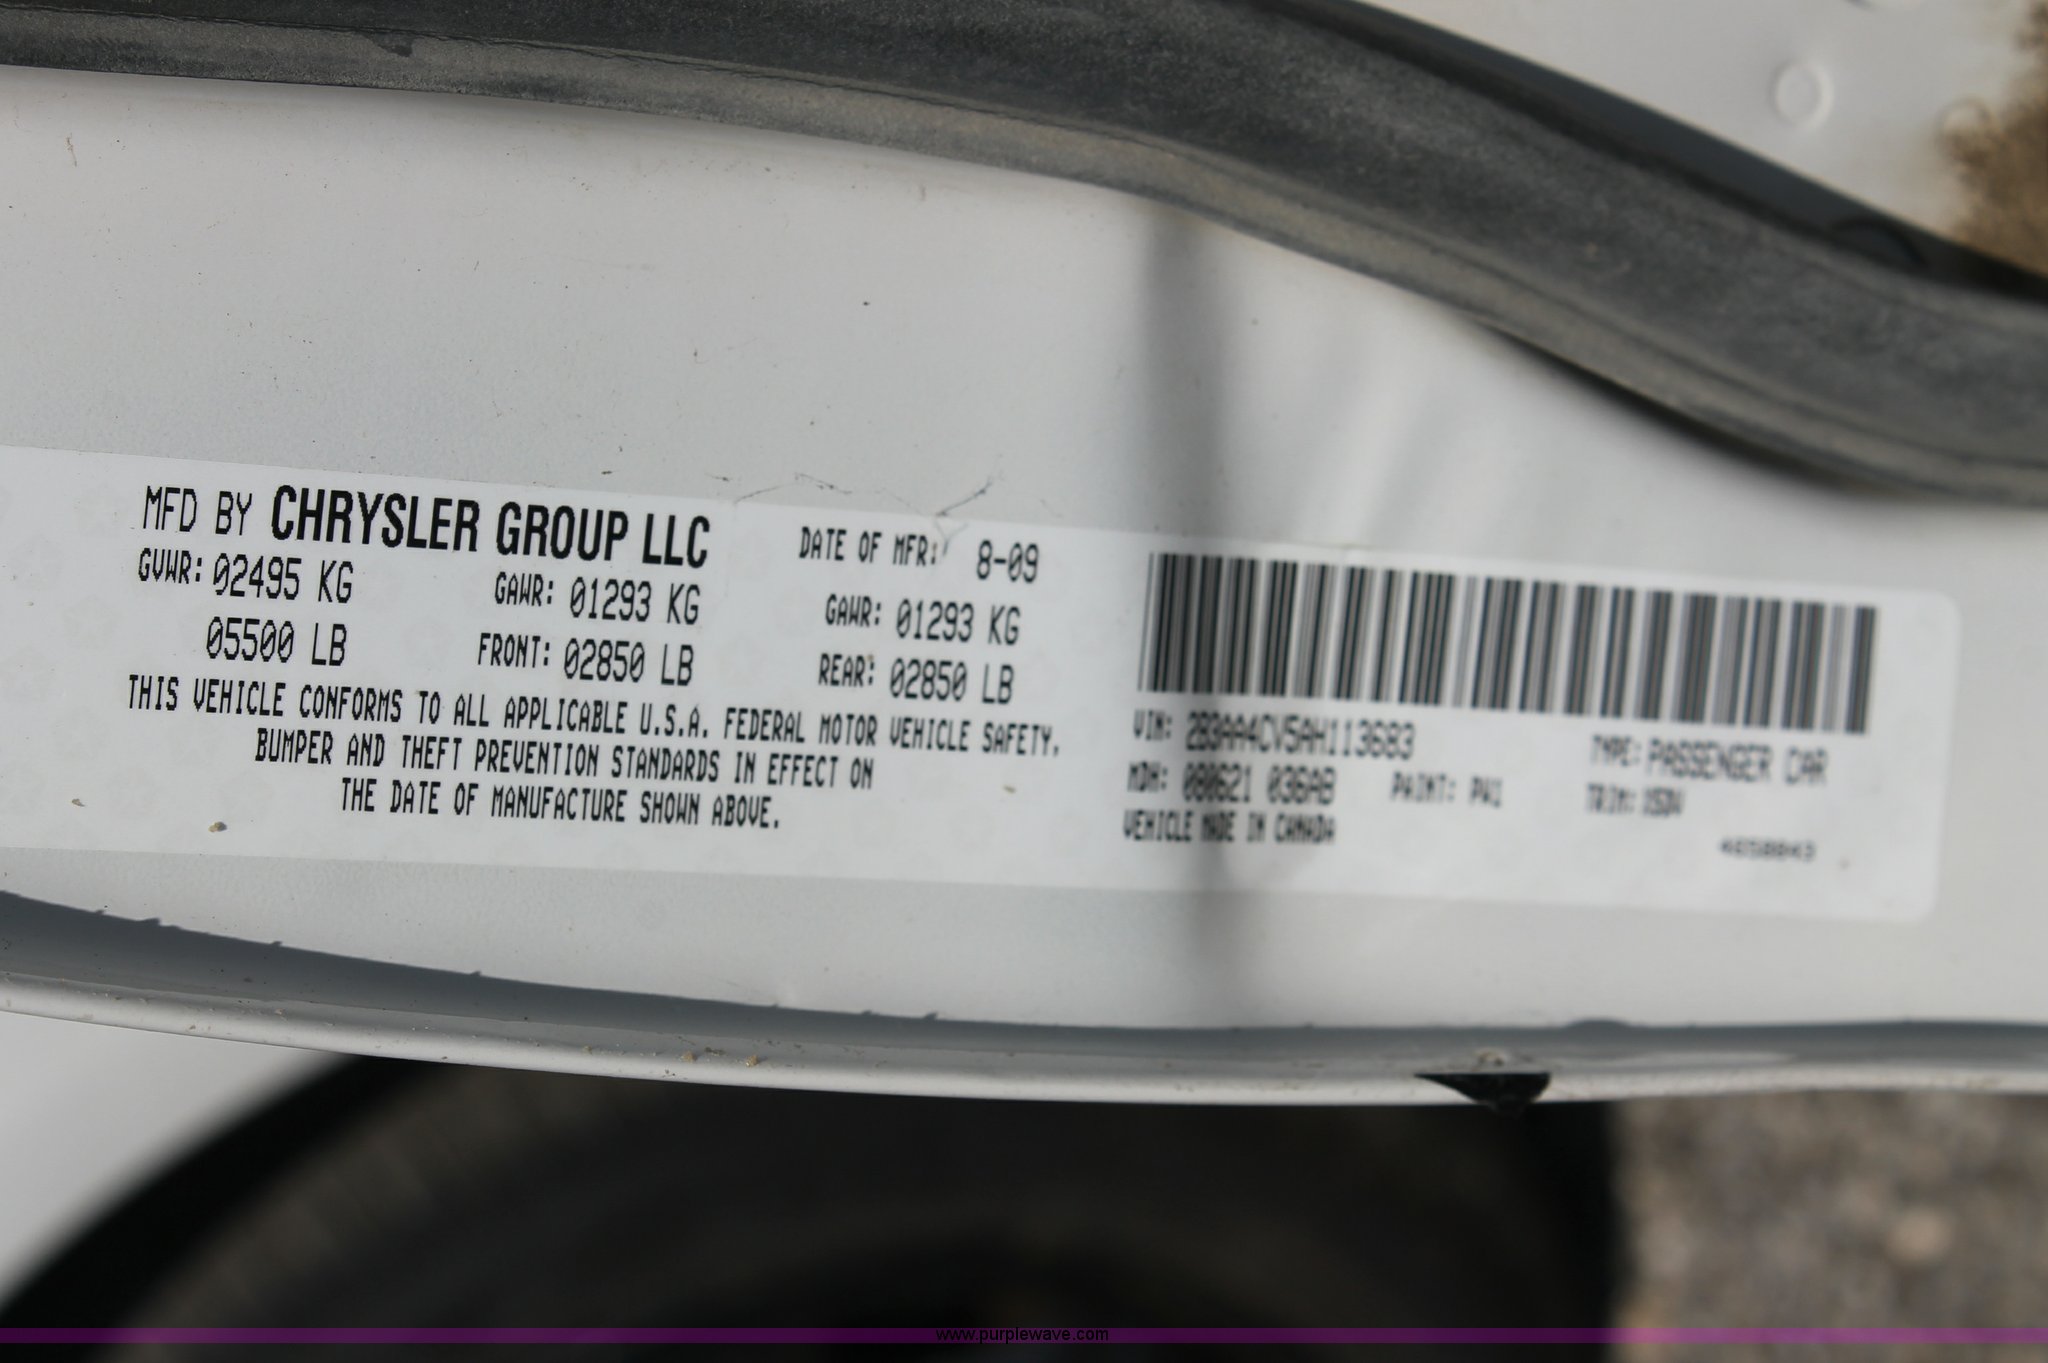 MFD BY CHRYSLER GROUP LLC
DATE OF MFR: 8-09
GVWR: 02495 KG
GAWR: 01293 KG
GAWR: 01293 KG
05500 LB
FRONT: 02850 LB
REAR: 02850 LB
THIS VEHICLE CONFORMS TO ALL APPLICABLE U.S.A. FEDERAL MOTOR VEHICLE SAFETY,
BUMPER AND THEFT PREVENTION STANDARDS IN EFFECT ON
THE DATE OF MANUFACTURE SHOWN ABOVE.
VIN: 2B3AA4CV5AH113683
TYPE: PASSENGER CAR
MDH: 080621 036AB
PAINT: PW1
TRIM:
VEHICLE MADE IN CANADA
www.purplewave.com